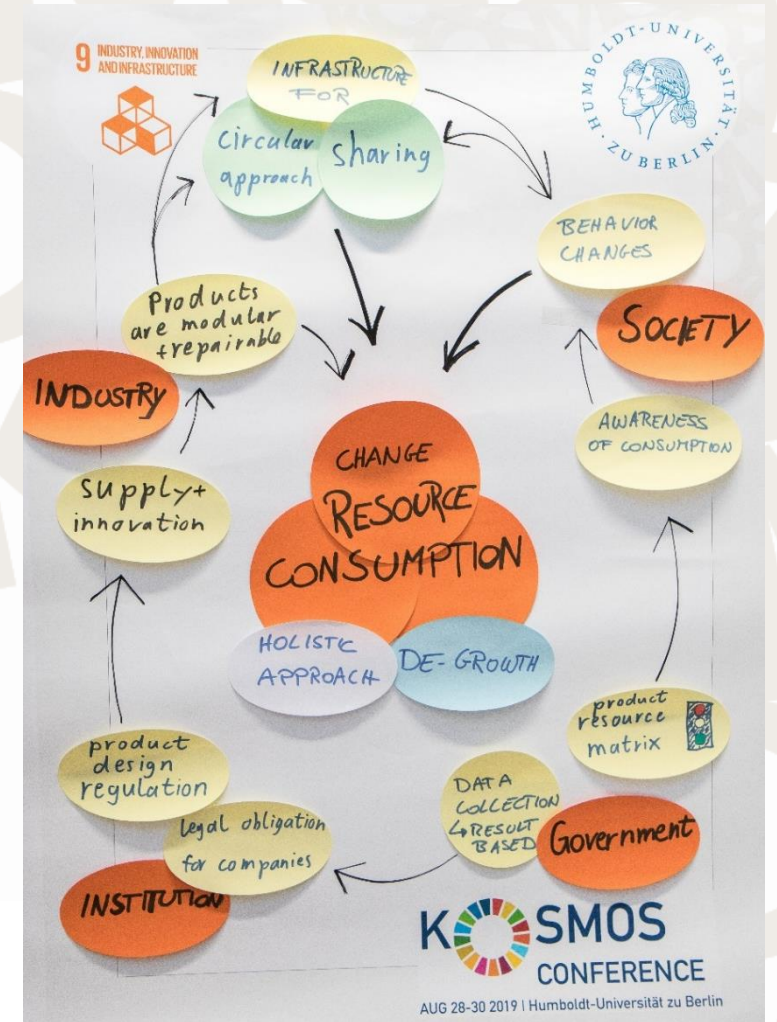 9 INDUSTRY, INNOVATION
AND INFRASTRUCTURE
HUMBOLDT-UNIVERSITÄT
· ZU BERLIN ·
INFRASTRUCTURE
FOR
circular
approach
sharing
BEHAVIOR
CHANGES
SOCIETY
AWARENESS
OF CONSUMPTION
Products
are modular
+repairable
INDUSTRY
supply+
innovation
CHANGE
RESOURCE
CONSUMPTION
HOLISTIC
APPROACH
DE-GROWTH
product
resource
matrix
product
design
regulation
legal obligation
for companies
INSTITUTION
DATA
COLLECTION
↳RESULT
BASED
Government
KOSMOS
CONFERENCE
AUG 28-30 2019 | Humboldt-Universität zu Berlin